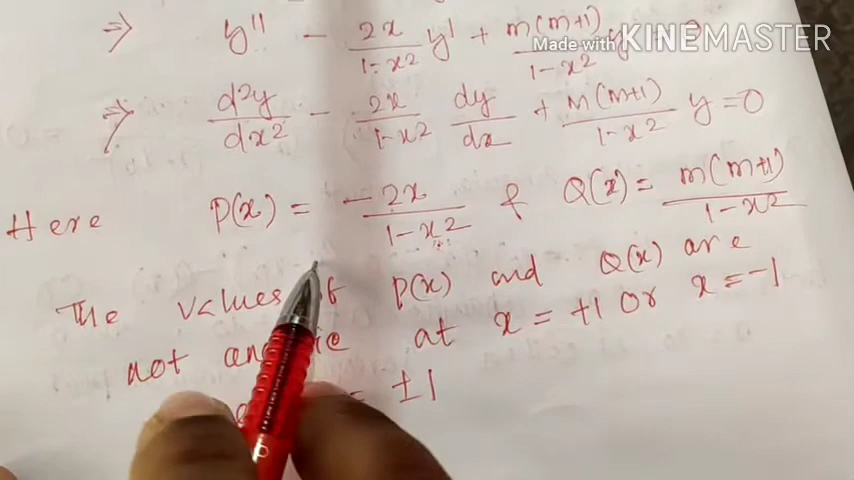 ⇒ y'' - 2x/(1-x²) y' + m(m+1)/(1-x²) y
Made with KINEMASTER
⇒ d²y/dx² - 2x/(1-x²) dy/dx + m(m+1)/(1-x²) y = 0
Here P(x) = -2x/(1-x²) & Q(x) = m(m+1)/(1-x²)
The values of P(x) and Q(x) are
not at x = +1 or x = -1
= ±1